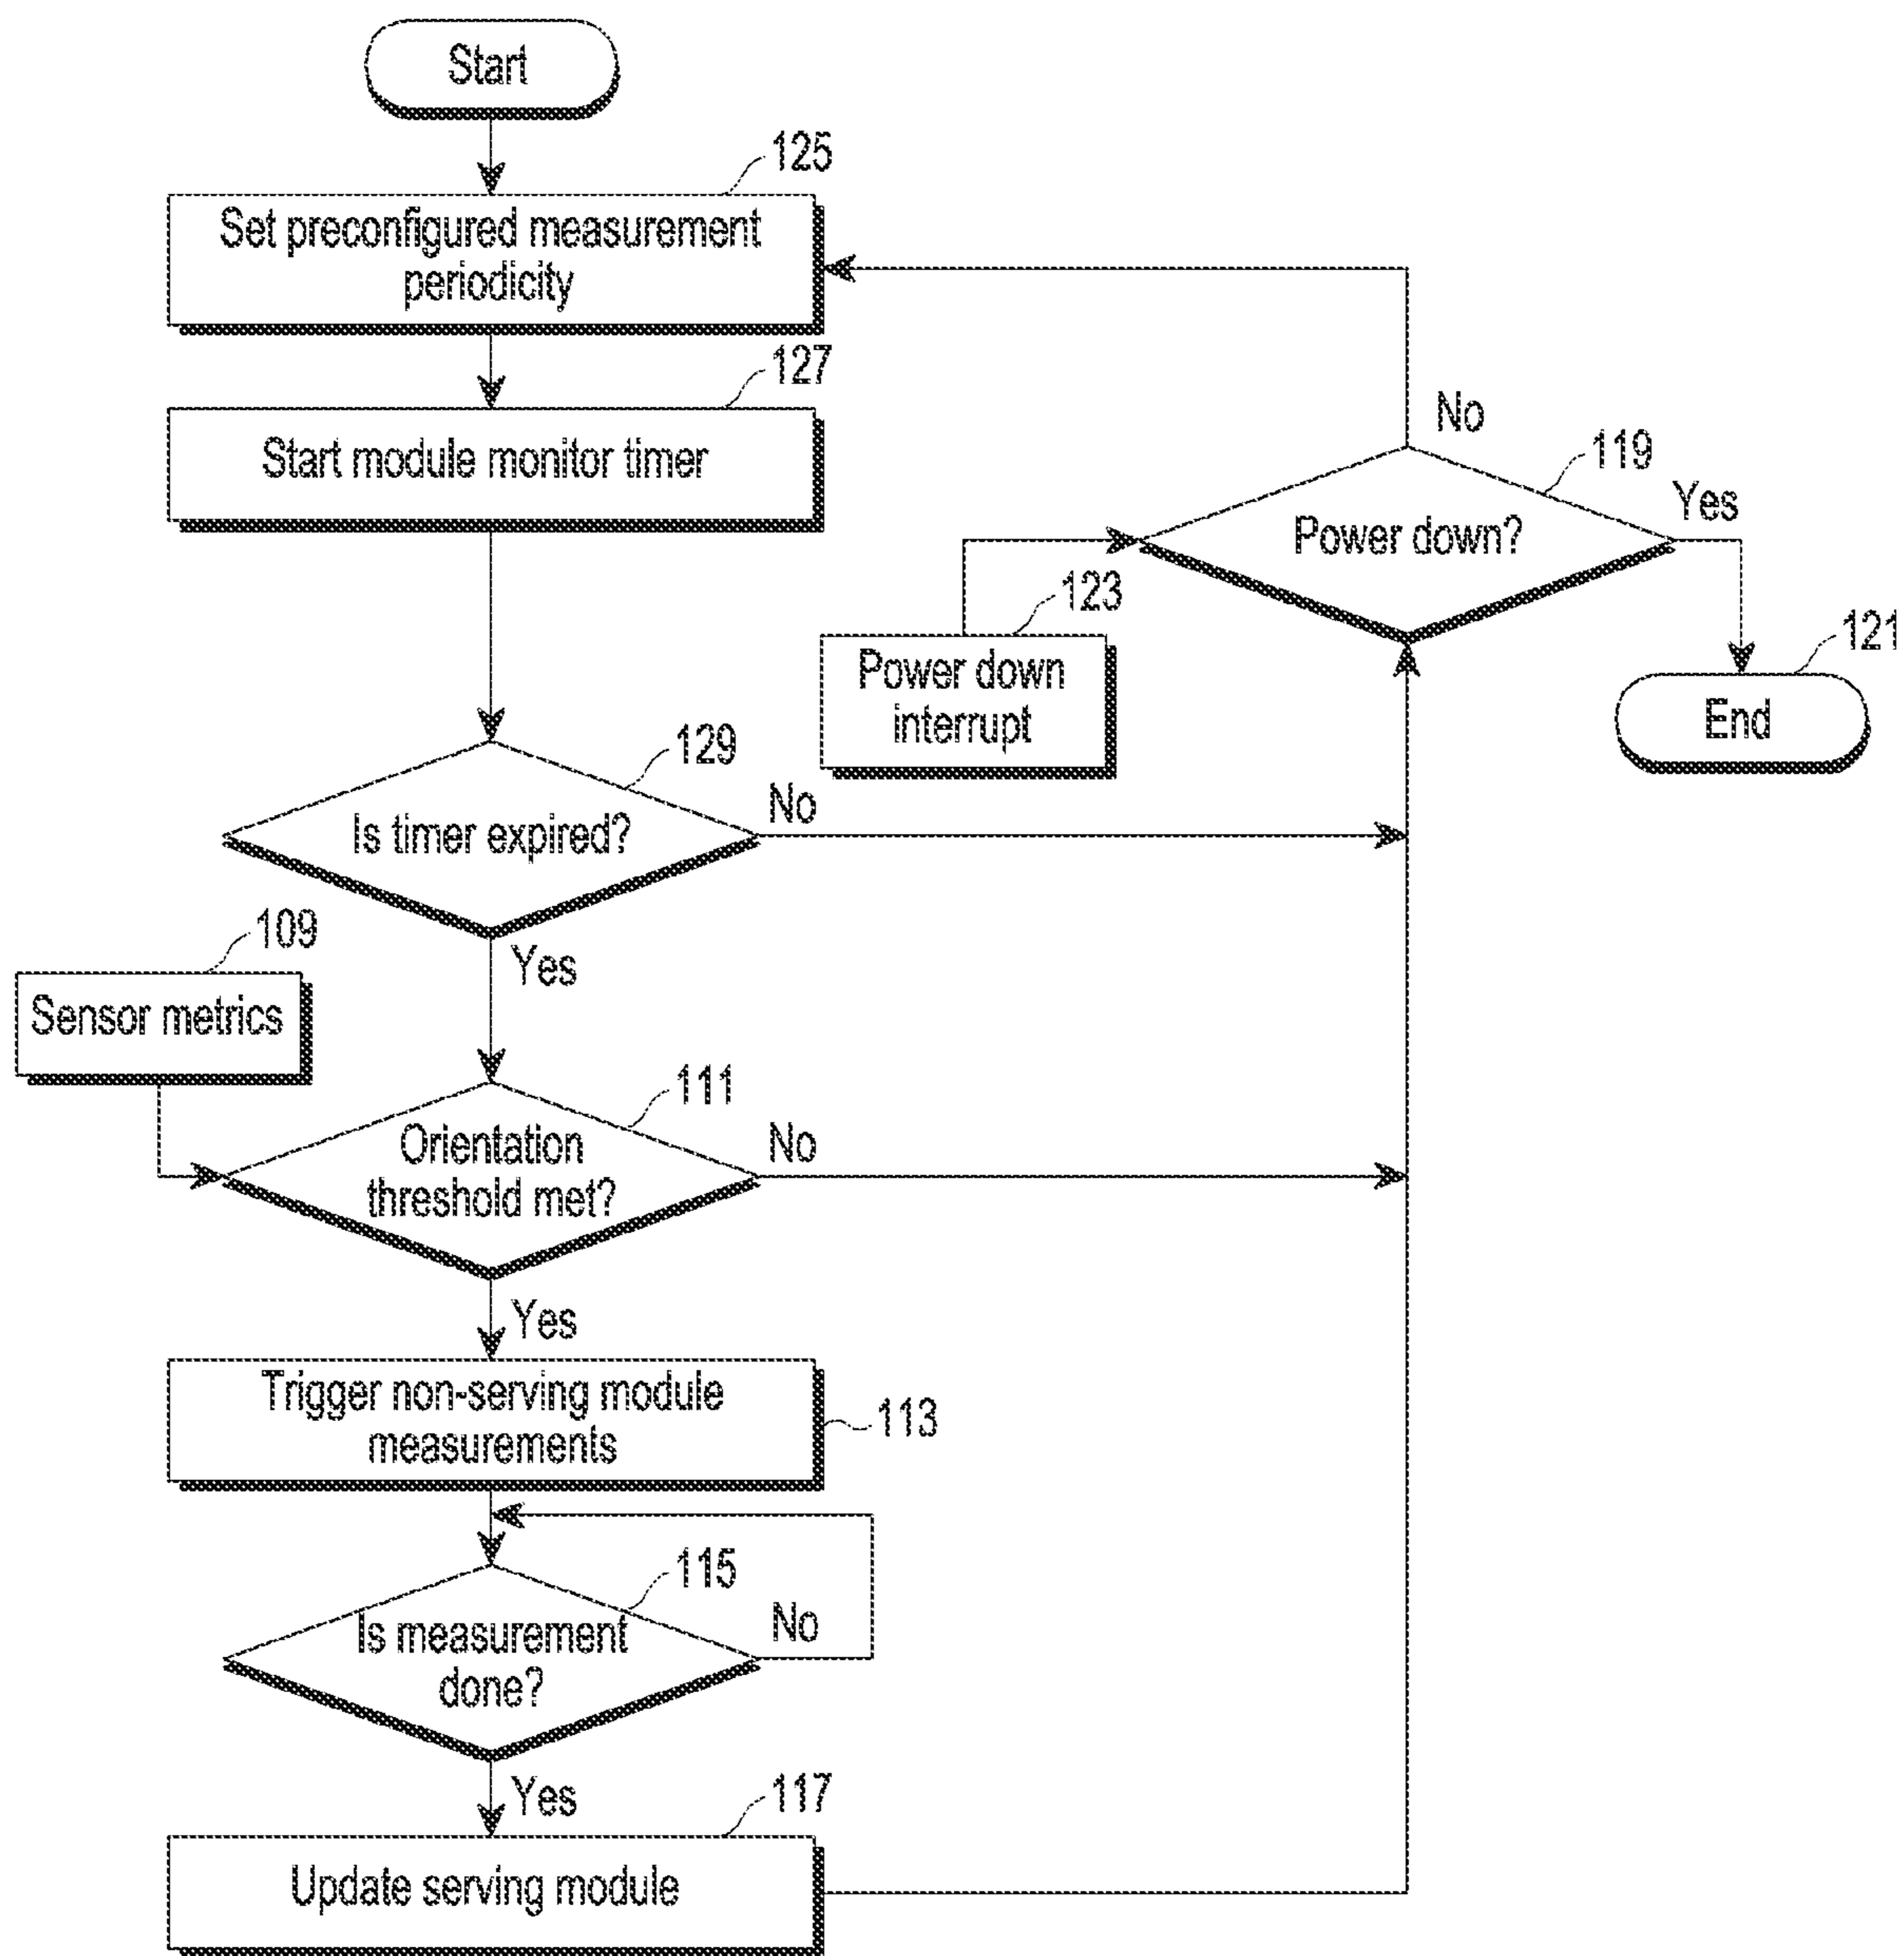 Start
125
Set preconfigured measurement
periodicity
127
Start module monitor timer
No
119
Yes
Power down?
123
Power down
interrupt
121
End
129
Is timer expired?
No
Yes
109
Sensor metrics
111
Orientation
threshold met?
No
Yes
Trigger non-serving module
measurements
113
115
Is measurement
done?
No
Yes
117
Update serving module